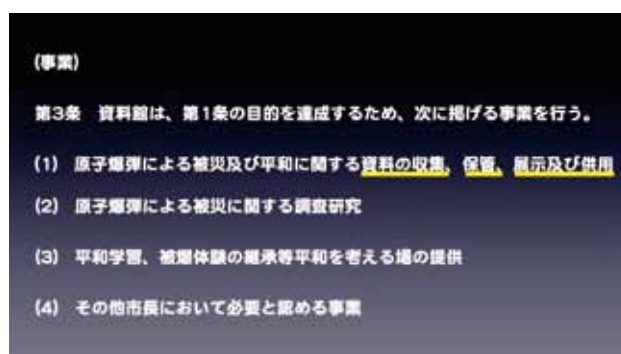 (事業)
第3条 資料館は、第1条の目的を達成するため、次に掲げる事業を行う。
(1) 原子爆弾による被災及び平和に関する資料の収集、保管、展示及び供用
(2) 原子爆弾による被災に関する調査研究
(3) 平和学習、被爆体験の継承等平和を考える場の提供
(4) その他市長において必要と認める事業